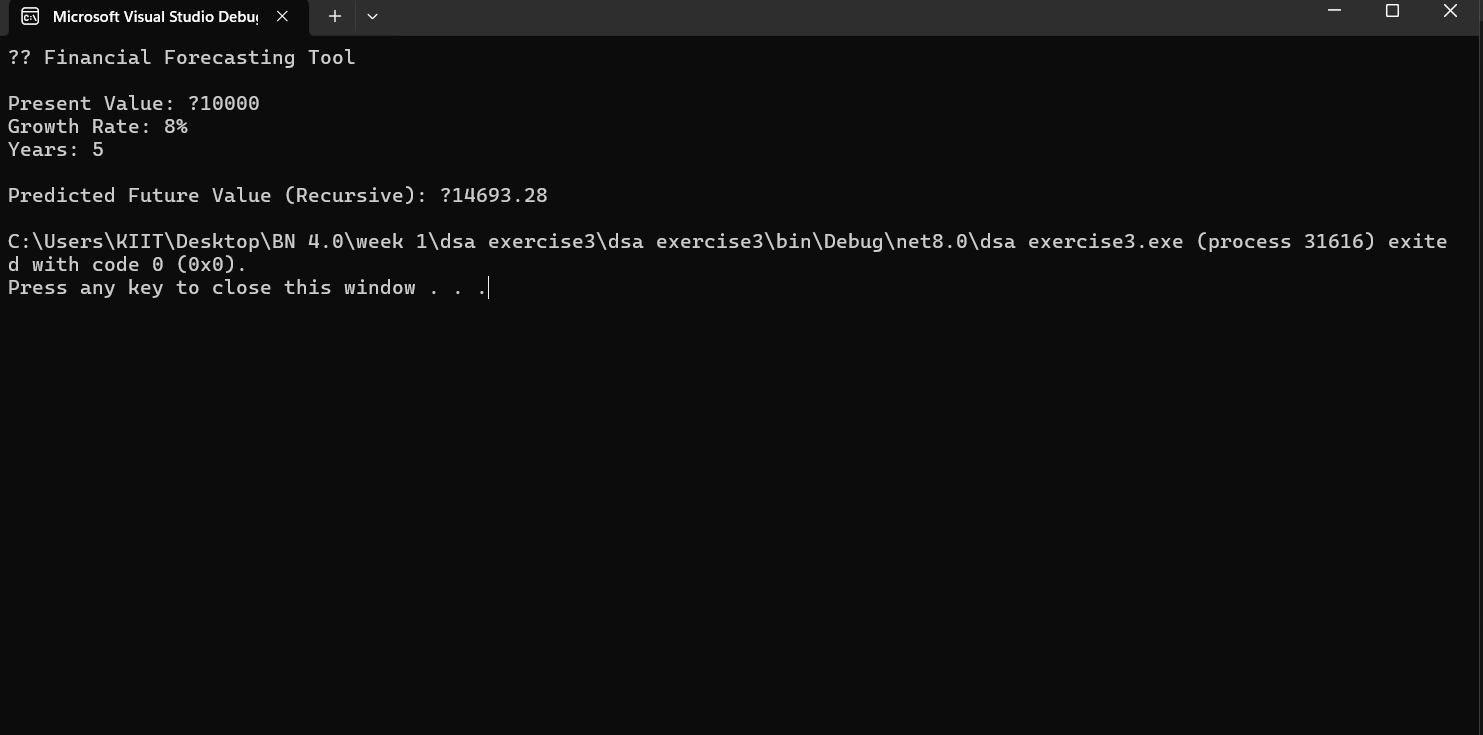 Microsoft Visual Studio Debug
?? Financial Forecasting Tool
Present Value: ?10000
Growth Rate: 8%
Years: 5
Predicted Future Value (Recursive): ?14693.28
C:\Users\KIIT\Desktop\BN 4.0\week 1\dsa exercise3\dsa exercise3\bin\Debug\net8.0\dsa exercise3.exe (process 31616) exite
d with code 0 (0x0).
Press any key to close this window . . .